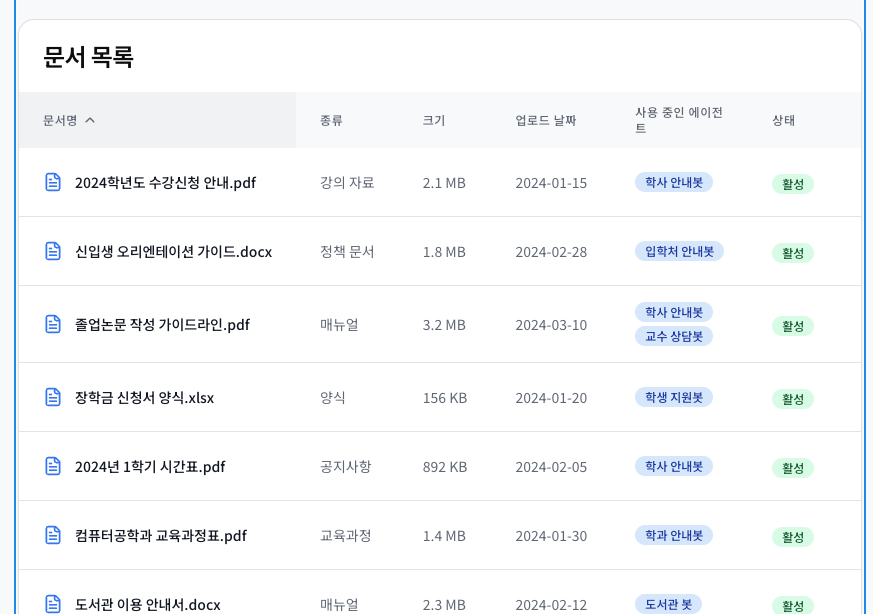 문서 목록
문서명 종류 크기 업로드 날짜 사용 중인 에이전트 상태
2024학년도 수강신청 안내.pdf 강의 자료 2.1 MB 2024-01-15 학사 안내봇 활성
신입생 오리엔테이션 가이드.docx 정책 문서 1.8 MB 2024-02-28 입학처 안내봇 활성
졸업논문 작성 가이드라인.pdf 매뉴얼 3.2 MB 2024-03-10 학사 안내봇 교수 상담봇 활성
장학금 신청서 양식.xlsx 양식 156 KB 2024-01-20 학생 지원봇 활성
2024년 1학기 시간표.pdf 공지사항 892 KB 2024-02-05 학사 안내봇 활성
컴퓨터공학과 교육과정표.pdf 교육과정 1.4 MB 2024-01-30 학과 안내봇 활성
도서관 이용 안내서.docx 매뉴얼 2.3 MB 2024-02-12 도서관 봇 활성